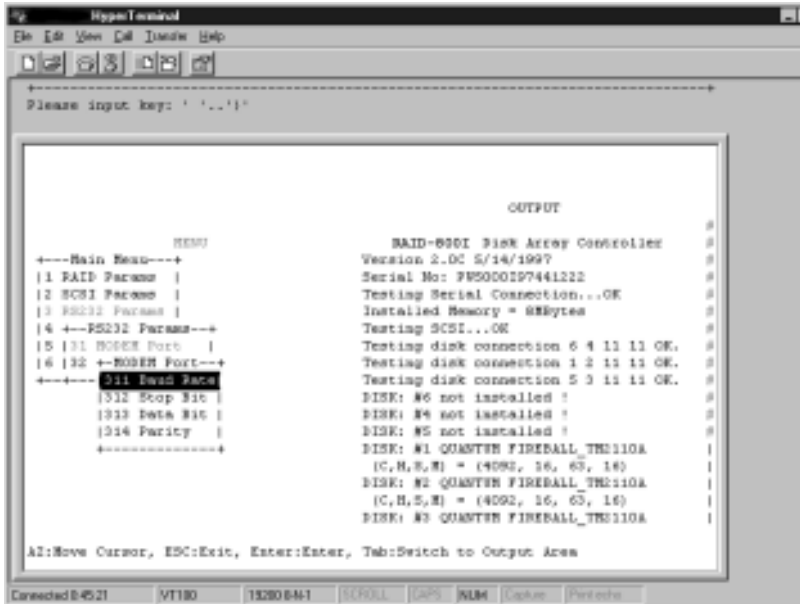 HyperTerminal
File Edit View Call Transfer Help
Please input key: ' '..')'
OUTPUT
MENU
RAID-800I Disk Array Controller
+---Main Menu---+
Version 2.0C 5/14/1997
|1 RAID Params |
Serial No: PW5000I97441222
|2 SCSI Params |
Testing Serial Connection...OK
|3 RS232 Params |
Installed Memory = 8MBytes
|4 +--RS232 Params--+
Testing SCSI...OK
|5 |31 MODEM Port |
Testing disk connection 6 4 11 11 OK.
|6 |32 +-MODEM Port--+
Testing disk connection 1 2 11 11 OK.
+---+--- 311 Baud Rate
Testing disk connection 5 3 11 11 OK.
|312 Stop Bit |
DISK: #6 not installed !
|313 Data Bit |
DISK: #4 not installed !
|314 Parity |
DISK: #5 not installed !
+--------------+
DISK: #1 QUANTUM FIREBALL_TM2110A
(C,H,S,M) = (4092, 16, 63, 16)
DISK: #2 QUANTUM FIREBALL_TM2110A
(C,H,S,M) = (4092, 16, 63, 16)
DISK: #3 QUANTUM FIREBALL_TM2110A
AZ:Move Cursor, ESC:Exit, Enter:Enter, Tab:Switch to Output Area
Connected 0:45:21 VT100 19200 8-N-1 SCROLL CAPS NUM Capture Print echo